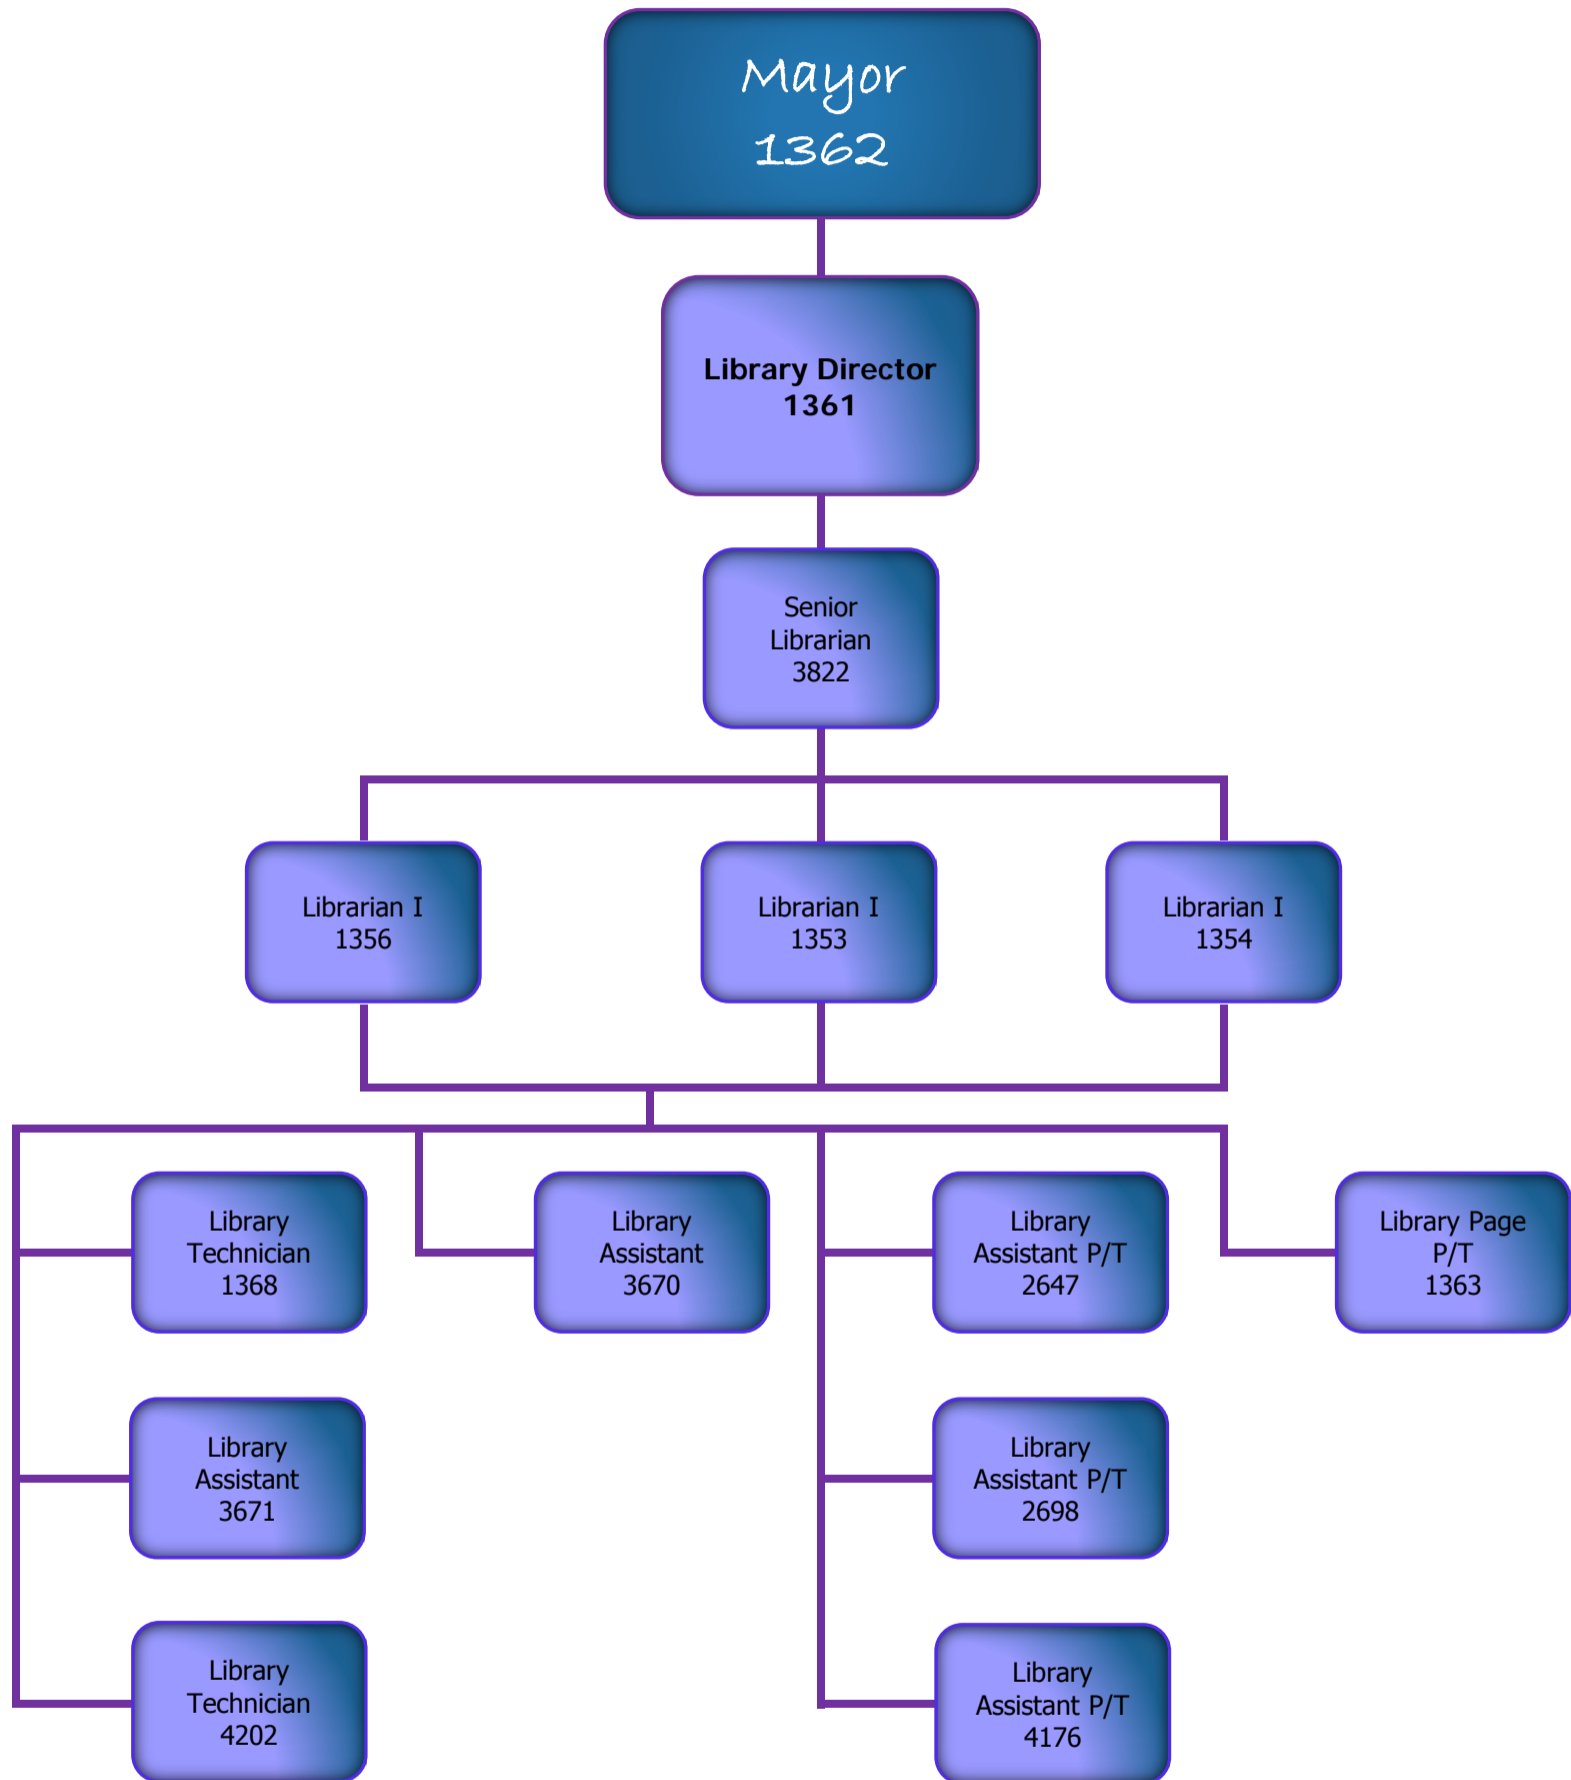 Mayor
1362
Library Director
1361
Senior
Librarian
3822
Librarian I
1356
Librarian I
1353
Librarian I
1354
Library
Technician
1368
Library
Assistant
3670
Library
Assistant P/T
2647
Library Page
P/T
1363
Library
Assistant
3671
Library
Assistant P/T
2698
Library
Technician
4202
Library
Assistant P/T
4176